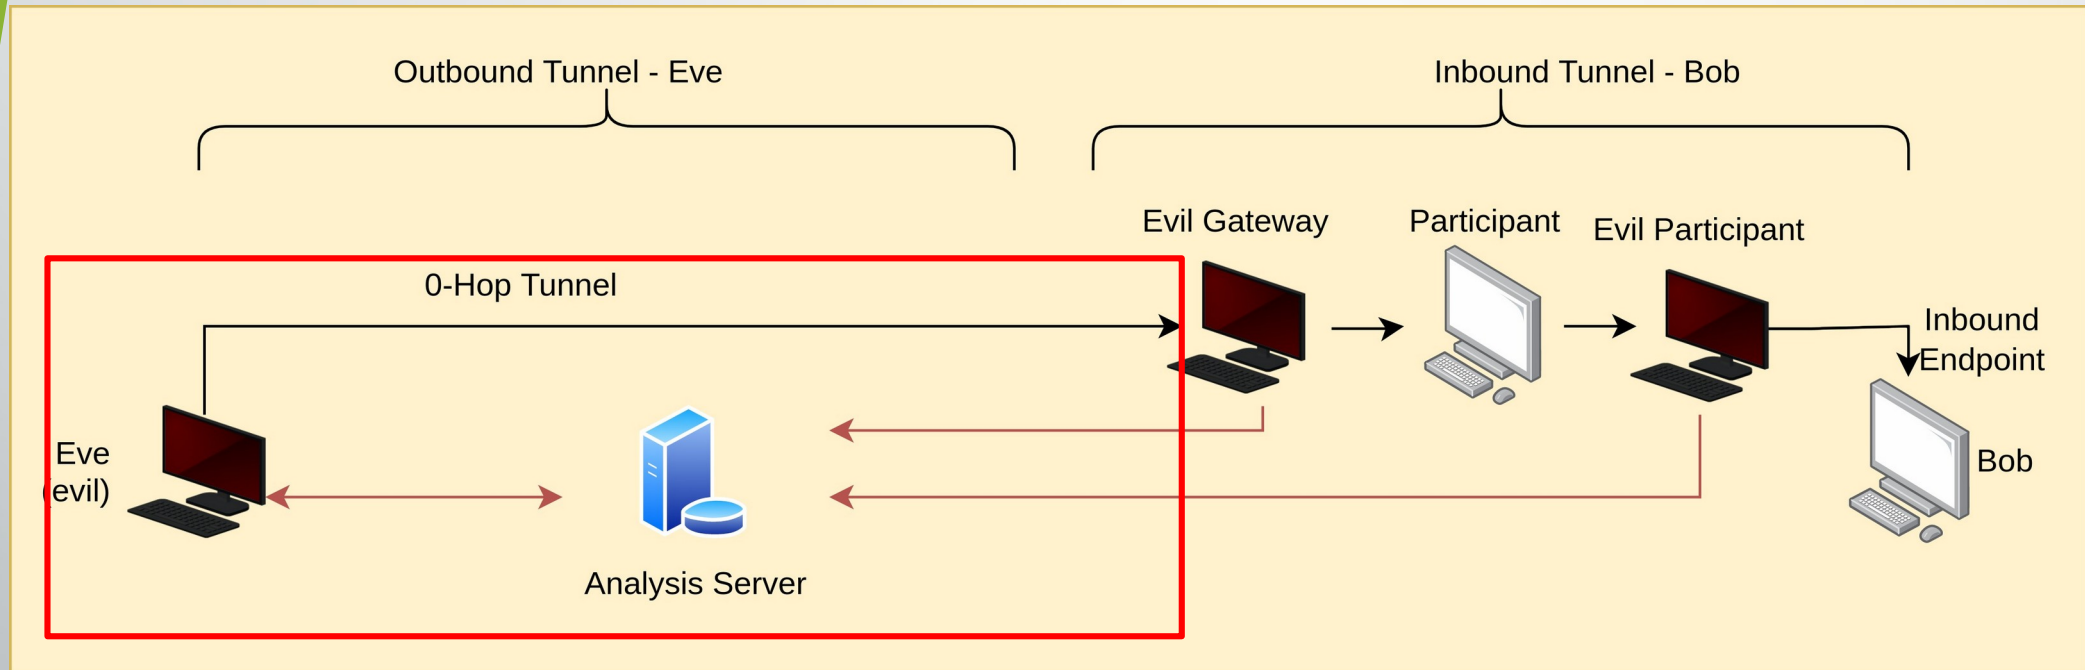 Outbound Tunnel - Eve
Inbound Tunnel - Bob
Evil Gateway
Participant
Evil Participant
0-Hop Tunnel
Inbound
Endpoint
Eve
(evil)
Bob
Analysis Server